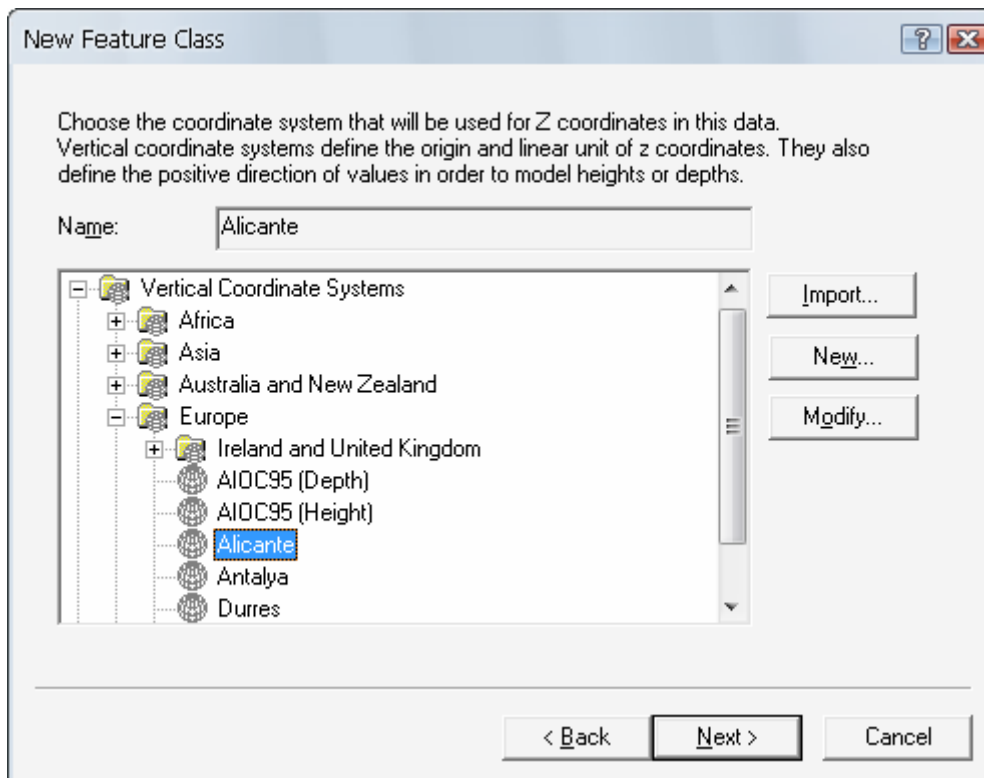 New Feature Class
Choose the coordinate system that will be used for Z coordinates in this data.
Vertical coordinate systems define the origin and linear unit of z coordinates. They also
define the positive direction of values in order to model heights or depths.
Name:
Alicante
Vertical Coordinate Systems
Africa
Asia
Australia and New Zealand
Europe
Ireland and United Kingdom
AIOC95 (Depth)
AIOC95 (Height)
Alicante
Antalya
Durres
Import...
New...
Modify...
< Back
Next >
Cancel